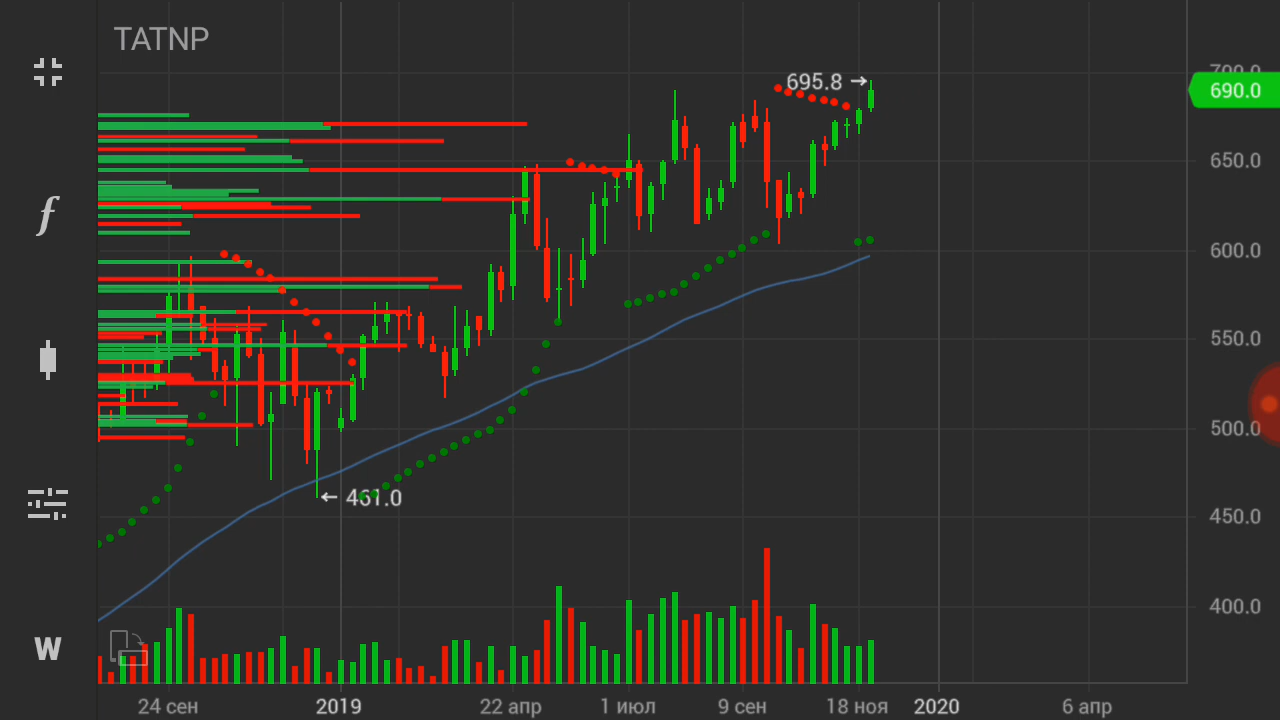 TATNP
695.8
700.0
690.0
650.0
600.0
550.0
500.0
461.0
450.0
400.0
W
24 сен
2019
22 апр
1 июл
9 сен
18 ноя
2020
6 апр